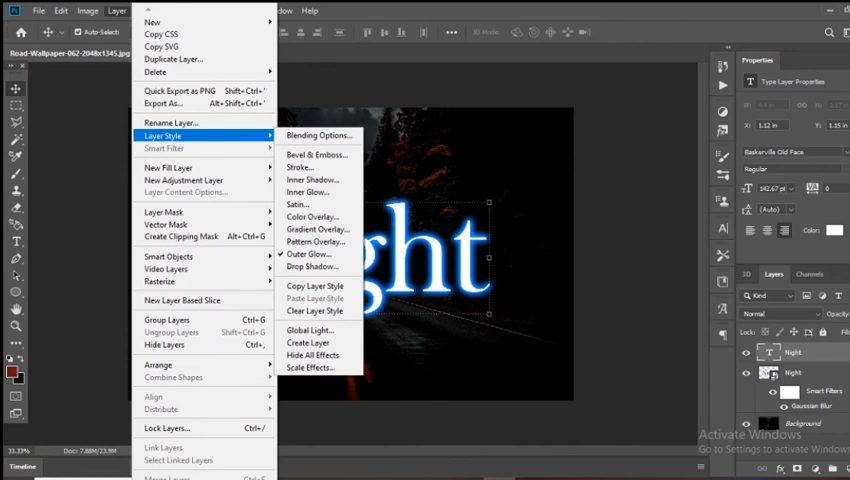 Ps File Edit Image Layer dow Help
Auto-Select:
3D Mode:
Road-Wallpaper-062-2048x1345.jpg
New
Copy CSS
Copy SVG
Duplicate Layer...
Delete
Quick Export as PNG Shift+Ctrl+'
Export As... Alt+Shift+Ctrl+'
Rename Layer...
Layer Style
Smart Filter
New Fill Layer
New Adjustment Layer
Layer Content Options...
Layer Mask
Vector Mask
Create Clipping Mask Alt+Ctrl+G
Smart Objects
Video Layers
Rasterize
New Layer Based Slice
Group Layers Ctrl+G
Ungroup Layers Shift+Ctrl+G
Hide Layers Ctrl+,
Arrange
Combine Shapes
Align
Distribute
Lock Layers... Ctrl+/
Link Layers
Select Linked Layers
Merge Layers
Blending Options...
Bevel & Emboss...
Stroke...
Inner Shadow...
Inner Glow...
Satin...
Color Overlay...
Gradient Overlay...
Pattern Overlay...
Outer Glow...
Drop Shadow...
Copy Layer Style
Paste Layer Style
Clear Layer Style
Global Light...
Create Layer
Hide All Effects
Scale Effects...
ght
Properties
T Type Layer Properties
X: 1.12 in Y: 1.15 in
Baskerville Old Face
Regular
142.67 pt VA 0
(Auto)
Color:
3D Layers Channels
Kind
Normal Opacity
Lock:
T Night
Night
Smart Filters
Gaussian Blur
Background
Activate Windows
Go to Settings to activate Windows
33.33% Doc: 7.88M/23.9M
Timeline